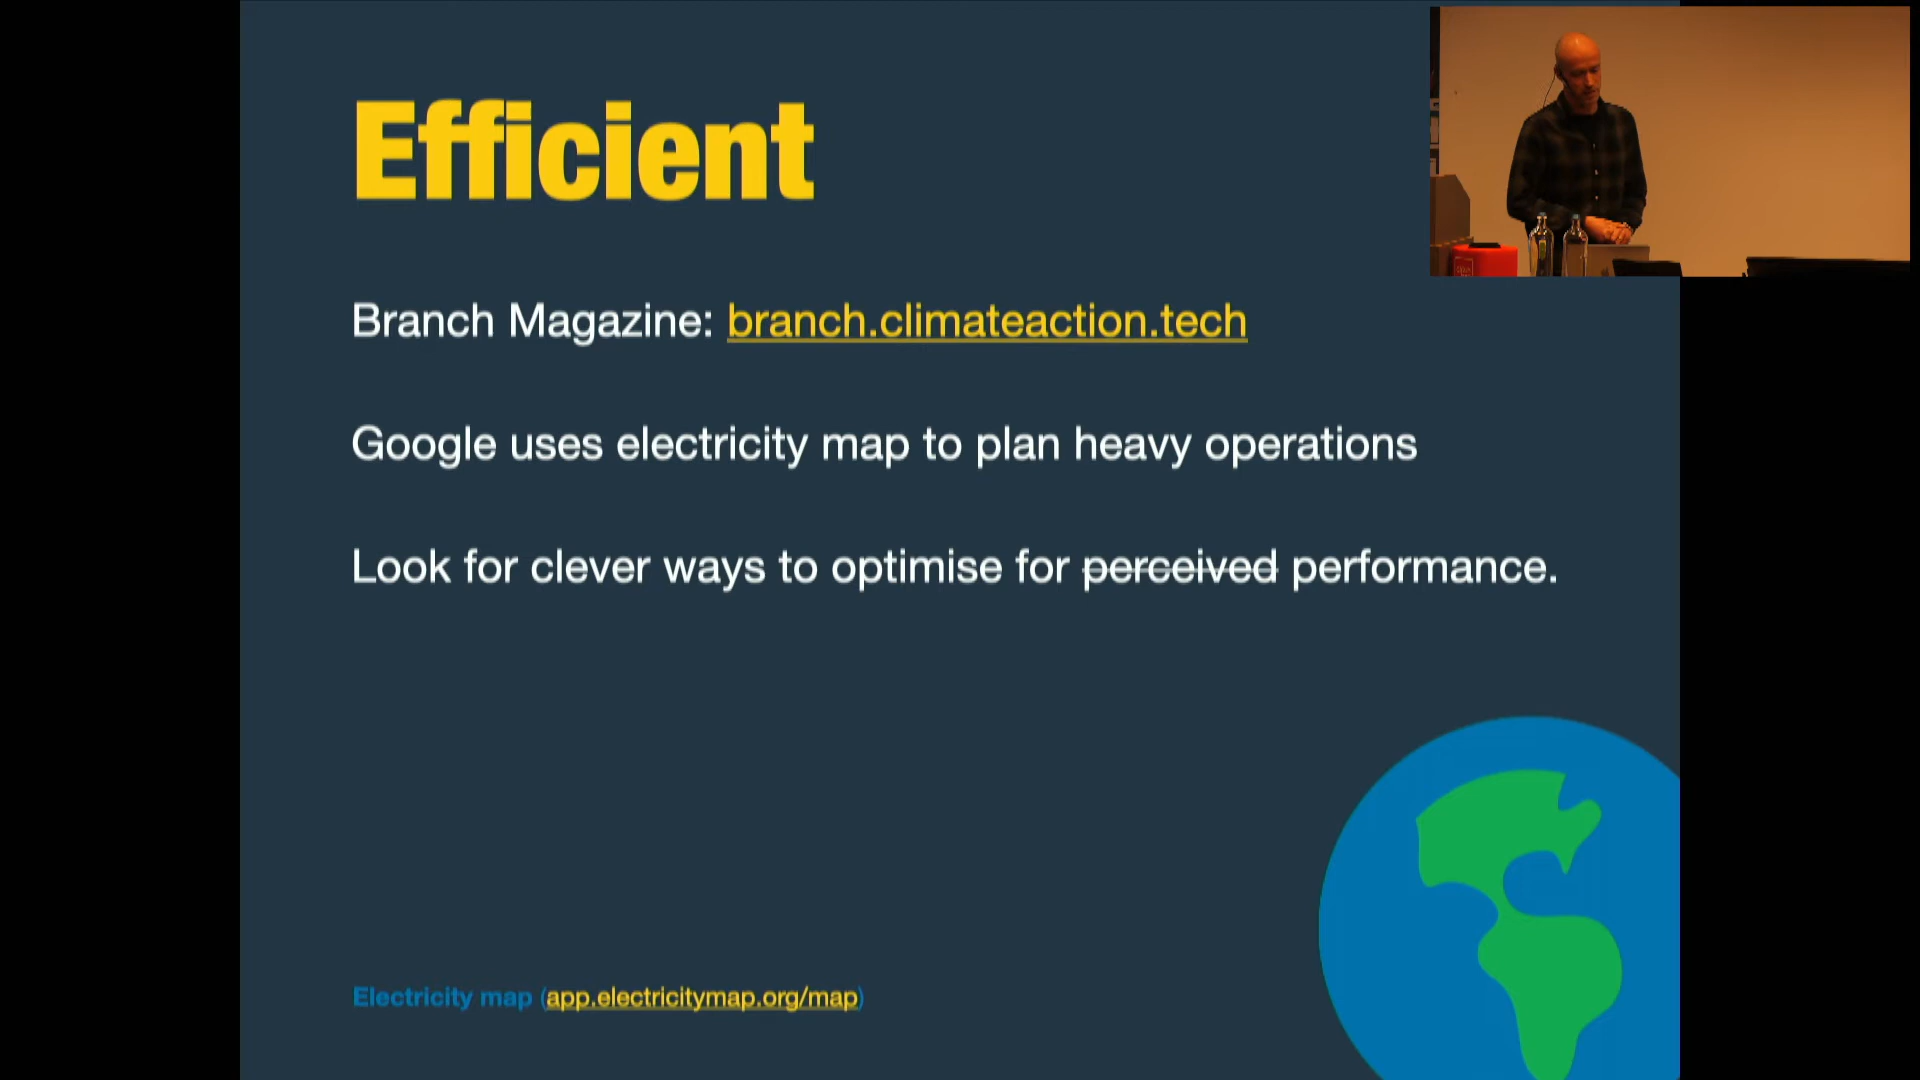 Efficient
Branch Magazine: branch.climateaction.tech
Google uses electricity map to plan heavy operations
Look for clever ways to optimise for perceived performance.
Electricity map (app.electricitymap.org/map)